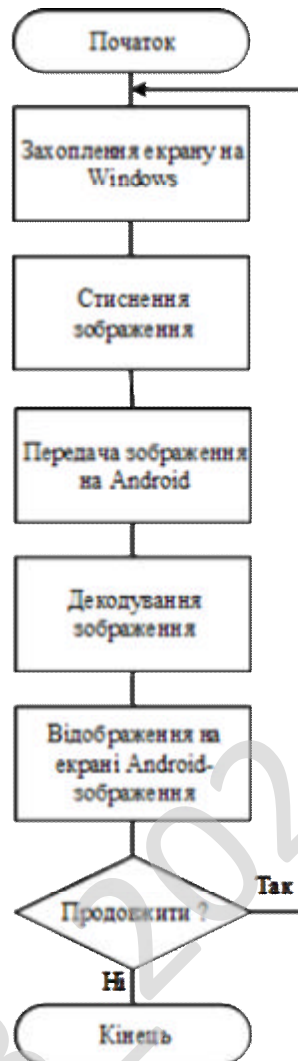 Початок
Захоплення екрану на
Windows
Стиснення
зображення
Передача зображення
на Android
Декодування
зображення
Відображення на
екрані Android-
зображення
Продовжити ?
Так
Ні
Кінець